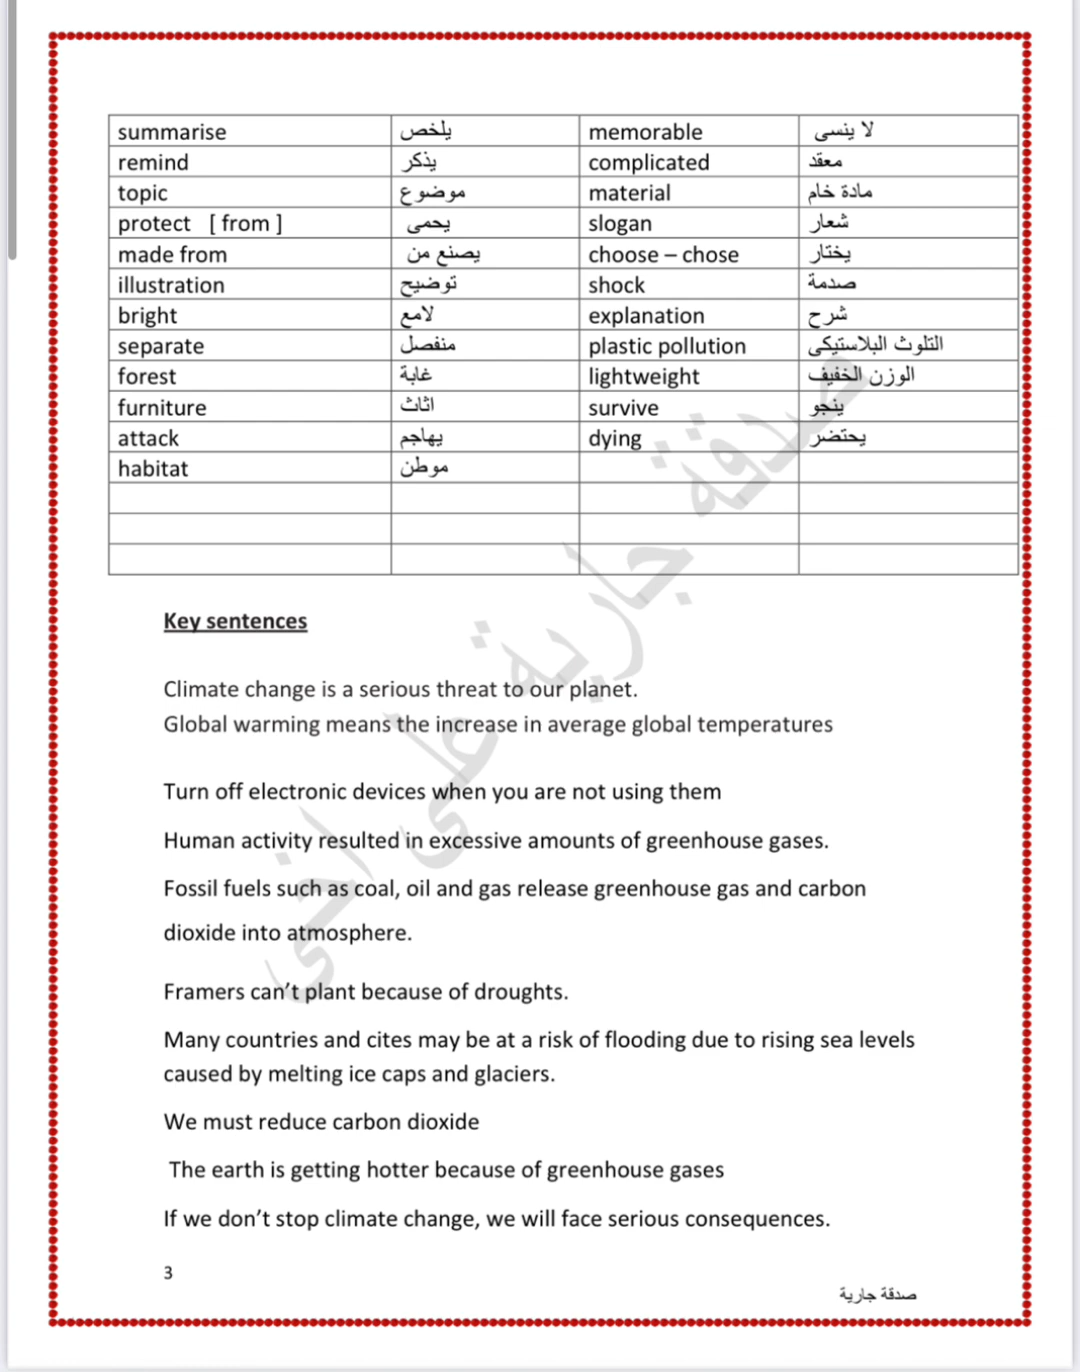 summarise يلخص memorable لا ينسى
remind يذكر complicated معقد
topic موضوع material مادة خام
protect [ from ] يحمى slogan شعار
made from يصنع من choose – chose يختار
illustration توضيح shock صدمة
bright لامع explanation شرح
separate منفصل plastic pollution التلوث البلاستيكى
forest غابة lightweight الوزن الخفيف
furniture اثاث survive ينجو
attack يهاجم dying يحتضر
habitat موطن
Key sentences
Climate change is a serious threat to our planet.
Global warming means the increase in average global temperatures
Turn off electronic devices when you are not using them
Human activity resulted in excessive amounts of greenhouse gases.
Fossil fuels such as coal, oil and gas release greenhouse gas and carbon
dioxide into atmosphere.
Framers can’t plant because of droughts.
Many countries and cites may be at a risk of flooding due to rising sea levels
caused by melting ice caps and glaciers.
We must reduce carbon dioxide
The earth is getting hotter because of greenhouse gases
If we don’t stop climate change, we will face serious consequences.
3
صدقة جارية
صدقة جارية على اخى